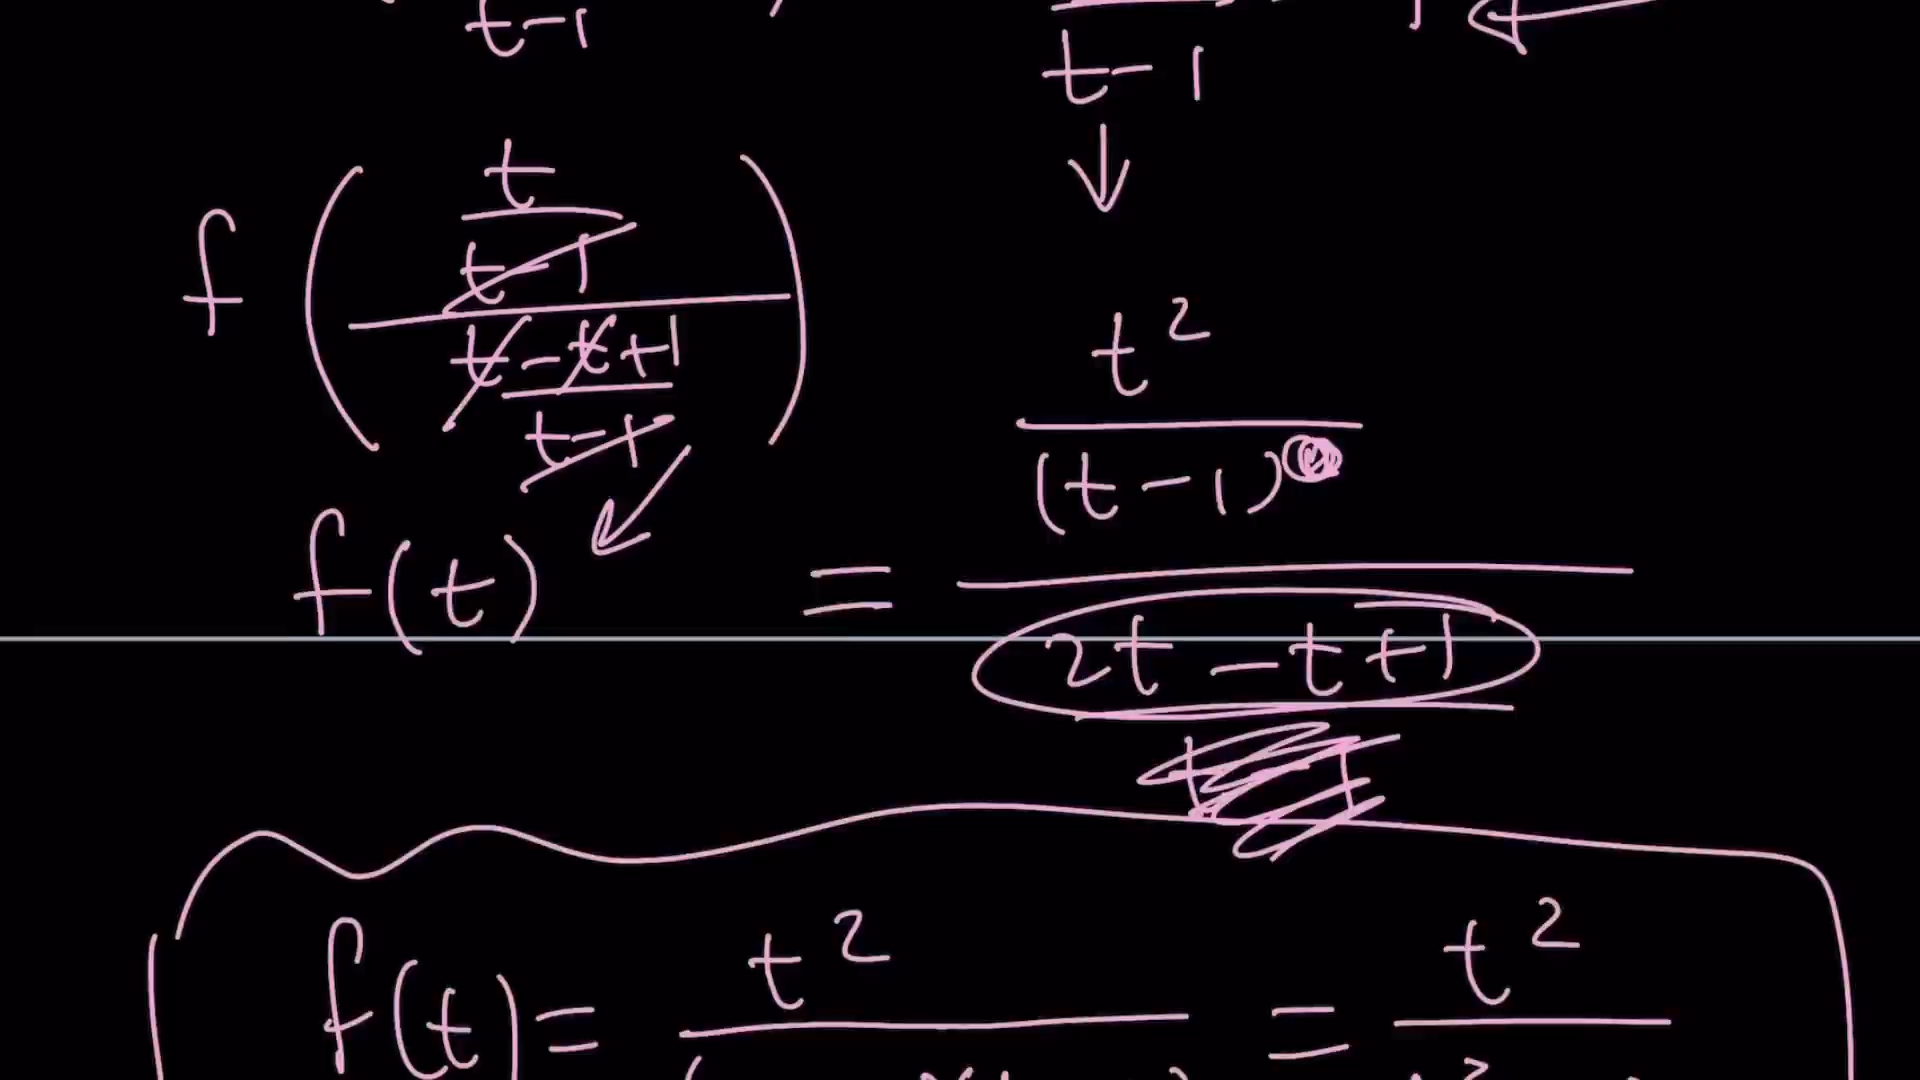 t-1 , t-1
f ( t
t-1
t-t+1
t-1 )
t²
(t-1)
f(t) =
2t-t+1
f(t) = t² = t²